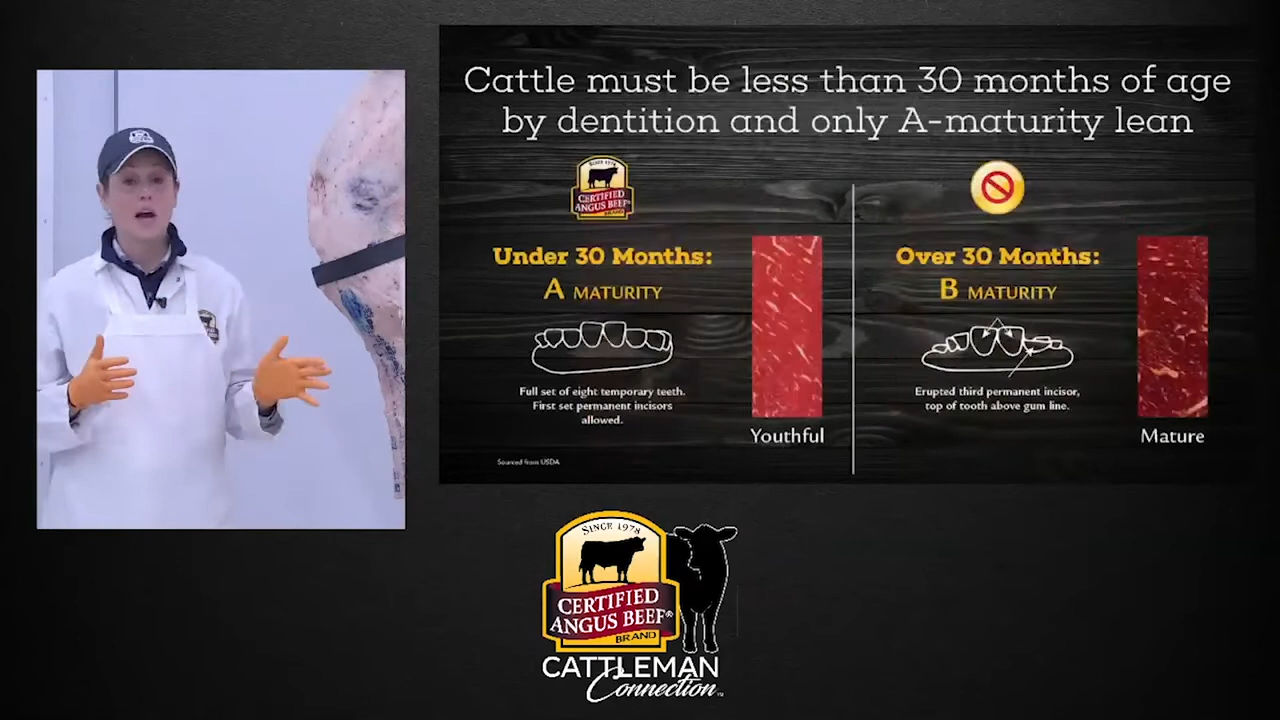 Cattle must be less than 30 months of age
by dentition and only A-maturity lean
SINCE 1978
CERTIFIED
ANGUS BEEF®
BRAND
Under 30 Months:
A MATURITY
Full set of eight temporary teeth.
First set permanent incisors
allowed.
Youthful
Over 30 Months:
B MATURITY
Erupted third permanent incisor,
top of tooth above gum line.
Mature
Sourced from USDA
SINCE 1978
CERTIFIED
ANGUS BEEF®
BRAND
CATTLEMAN
Connection™